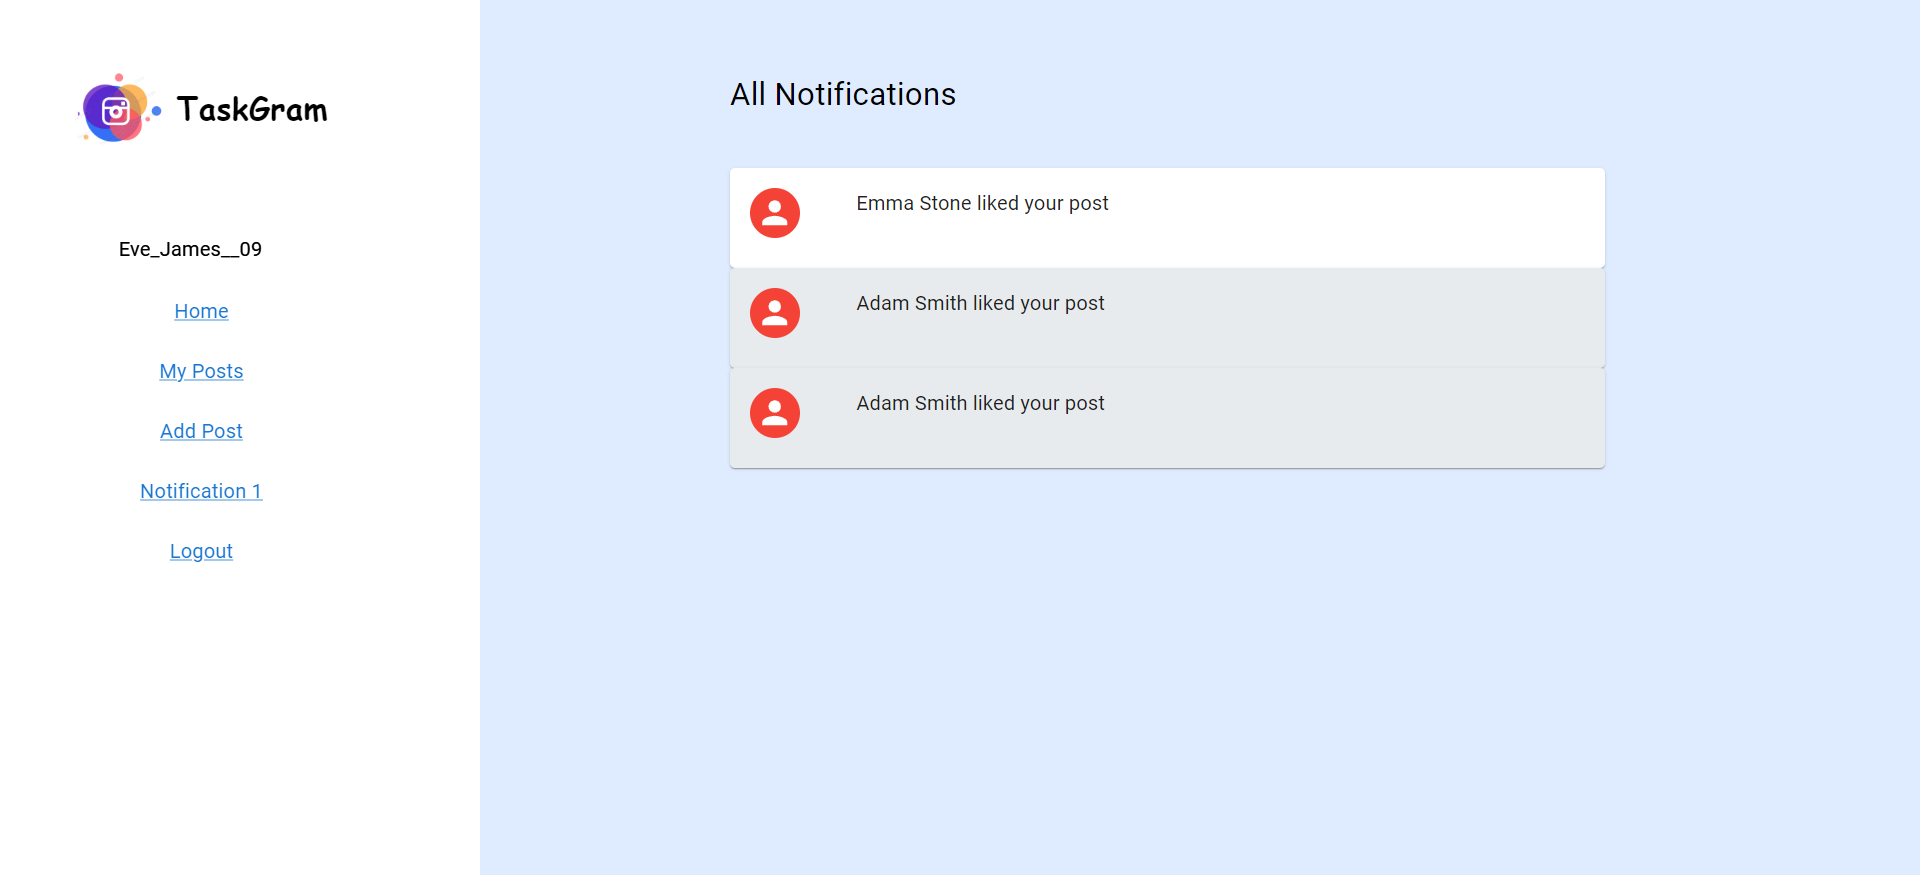 TaskGram
Eve_James__09
Home
My Posts
Add Post
Notification 1
Logout
All Notifications
Emma Stone liked your post
Adam Smith liked your post
Adam Smith liked your post